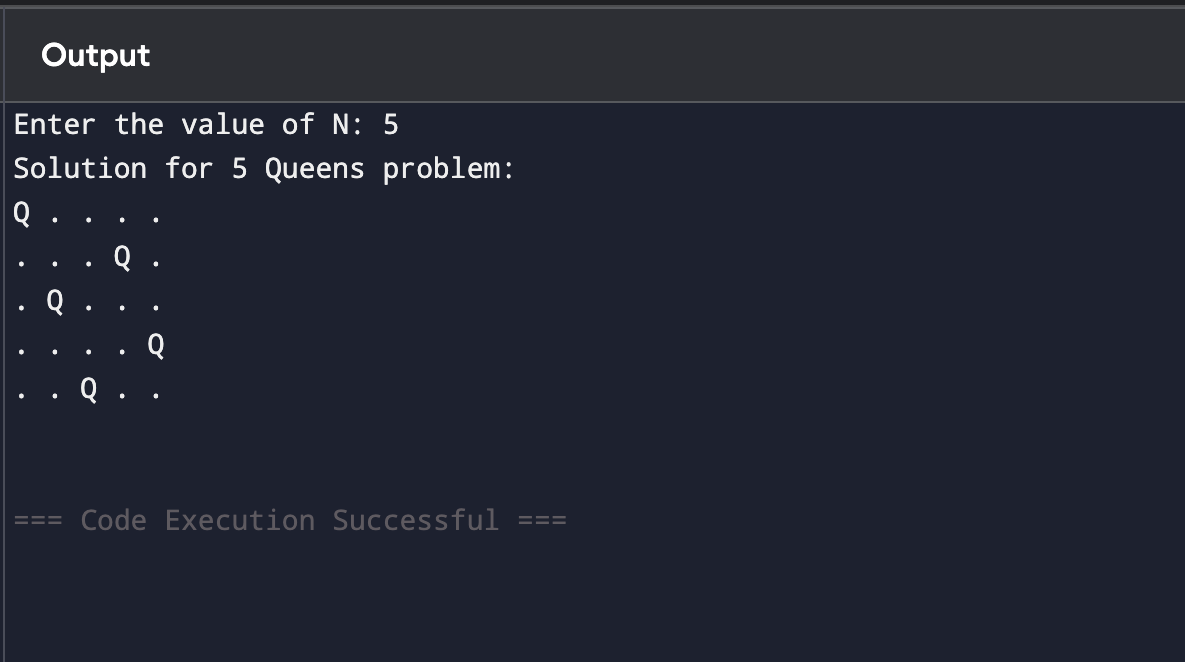 Output
Enter the value of N: 5
Solution for 5 Queens problem:
Q . . . .
. . . Q .
. Q . . .
. . . . Q
. . Q . .
=== Code Execution Successful ===